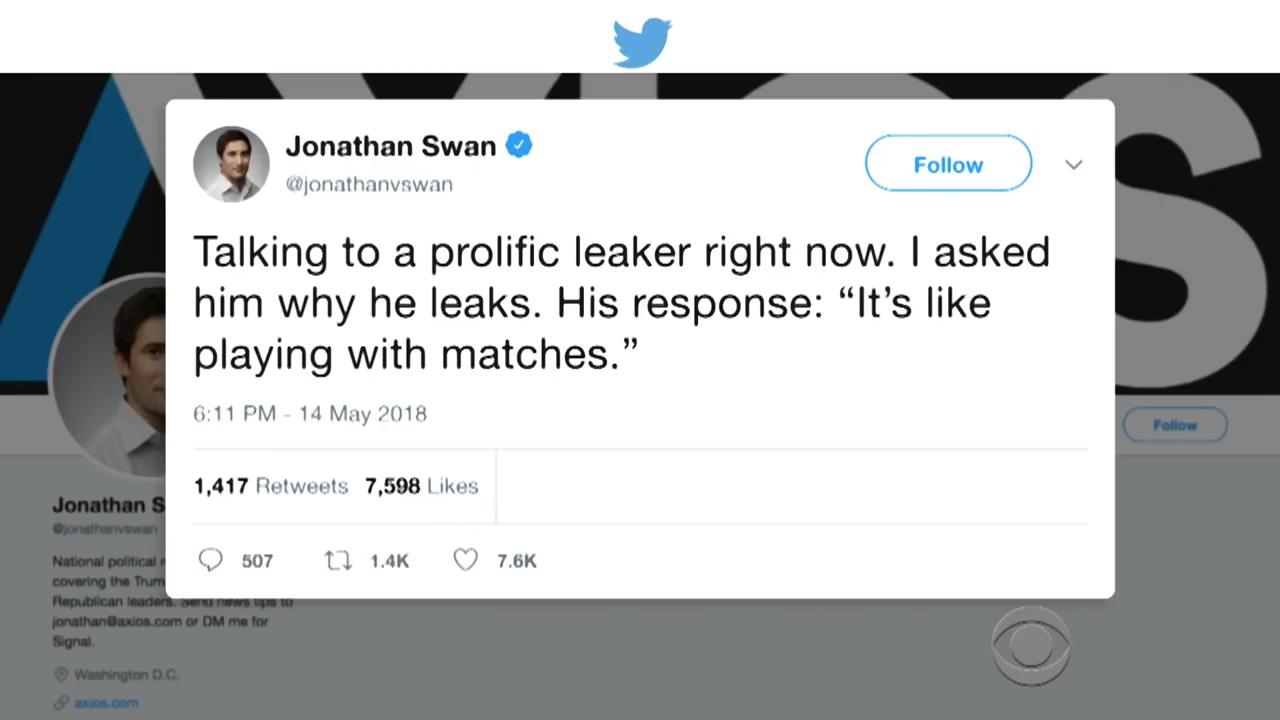 Jonathan Swan
@jonathanvswan
Follow
Talking to a prolific leaker right now. I asked
him why he leaks. His response: “It’s like
playing with matches.”
6:11 PM - 14 May 2018
1,417 Retweets 7,598 Likes
507 1.4K 7.6K
Follow
Jonathan S
@jonathanvswan
National political
covering the Trum
Republican leaders. Send news tips to
jonathan@axios.com or DM me for
Signal.
Washington D.C.
axios.com